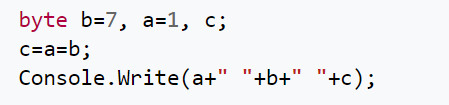 byte b=7, a=1, c;
c=a=b;
Console.Write(a+" "+b+" "+c);